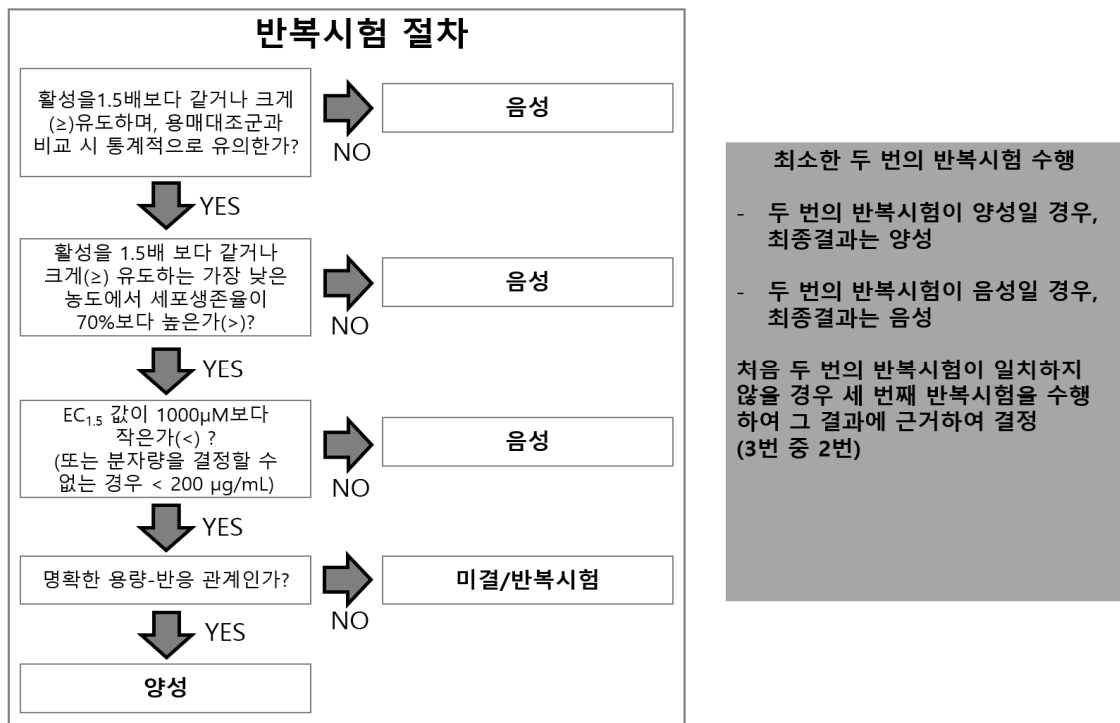 반복시험 절차
활성을1.5배보다 같거나 크게
(≥)유도하며, 용매대조군과
비교 시 통계적으로 유의한가?
NO
음성
YES
활성을 1.5배 보다 같거나
크게(≥) 유도하는 가장 낮은
농도에서 세포생존율이
70%보다 높은가(>)?
NO
음성
YES
EC1.5 값이 1000μM보다
작은가(<) ?
(또는 분자량을 결정할 수
없는 경우 < 200 μg/mL)
NO
음성
YES
명확한 용량-반응 관계인가?
NO
미결/반복시험
YES
양성
최소한 두 번의 반복시험 수행
- 두 번의 반복시험이 양성일 경우,
최종결과는 양성
- 두 번의 반복시험이 음성일 경우,
최종결과는 음성
처음 두 번의 반복시험이 일치하지
않을 경우 세 번째 반복시험을 수행
하여 그 결과에 근거하여 결정
(3번 중 2번)